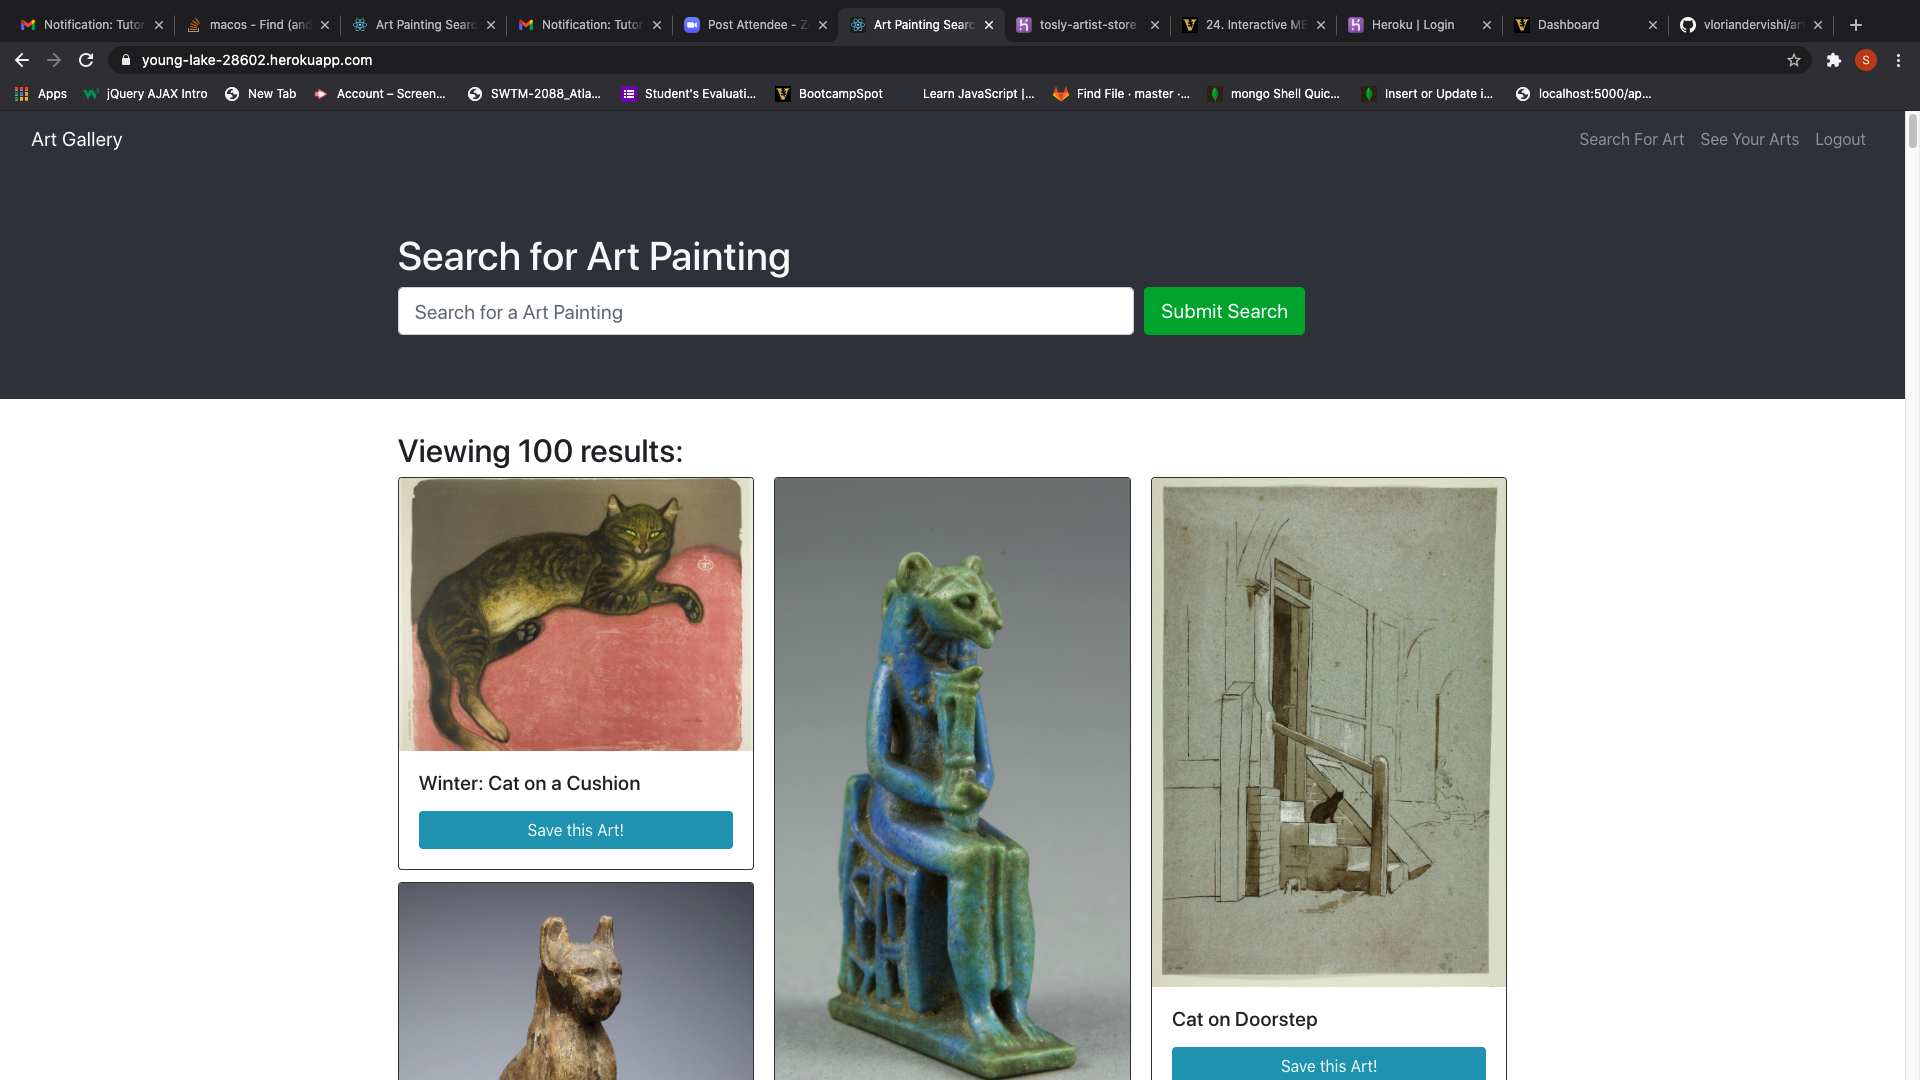 Notification: Tutor
macos - Find (and
Art Painting Searc
Notification: Tutor
Post Attendee - Z
Art Painting Searc
tosly-artist-store
24. Interactive ME
Heroku | Login
Dashboard
vloriandervishi/ar
young-lake-28602.herokuapp.com
S
Apps
jQuery AJAX Intro
New Tab
Account – Screen...
SWTM-2088_Atla...
Student's Evaluati...
BootcampSpot
Learn JavaScript |...
Find File · master ·...
mongo Shell Quic...
Insert or Update i...
localhost:5000/ap...
Art Gallery
Search For Art
See Your Arts
Logout
Search for Art Painting
Search for a Art Painting
Submit Search
Viewing 100 results:
Winter: Cat on a Cushion
Save this Art!
Cat on Doorstep
Save this Art!